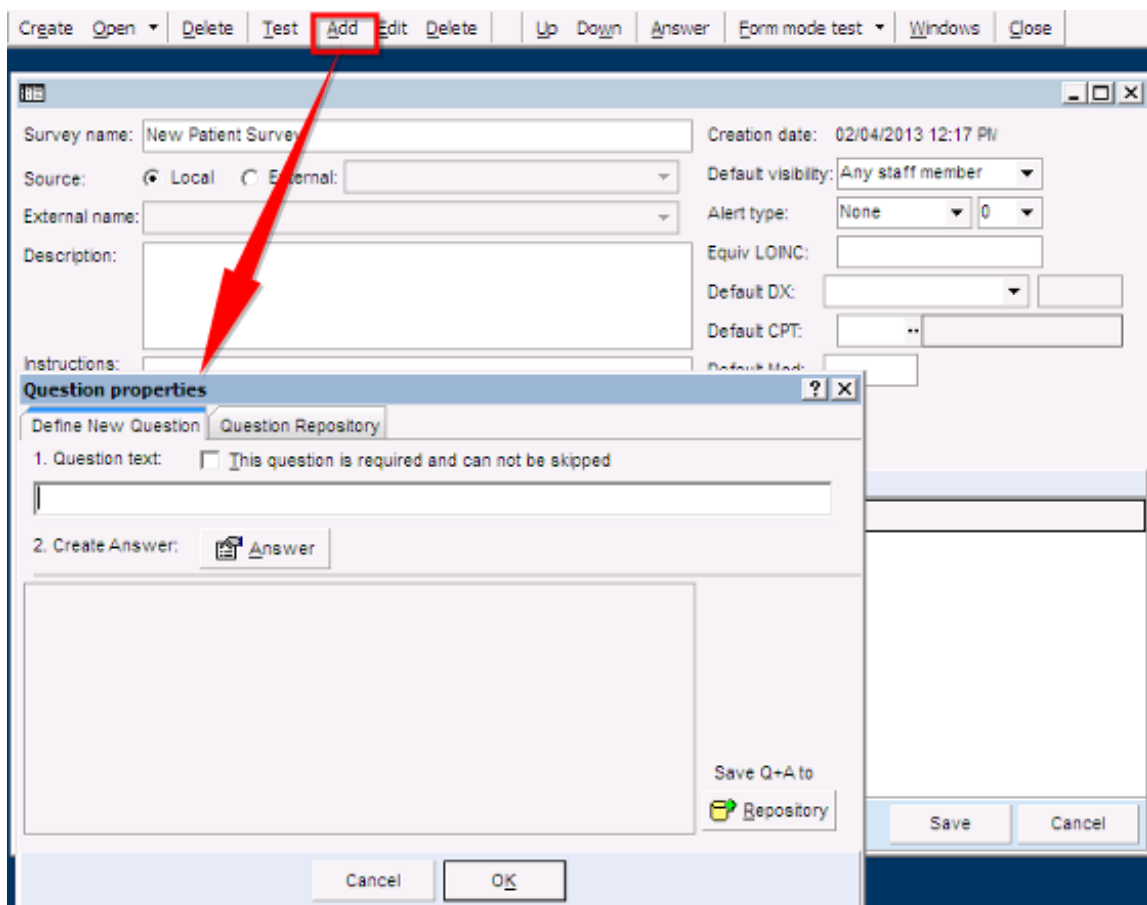 Create Open Delete Test Add Edit Delete Up Down Answer Form mode test Windows Close
Survey name: New Patient Survey
Creation date: 02/04/2013 12:17 PM
Source: Local External:
Default visibility: Any staff member
External name:
Alert type: None 0
Description:
Equiv LOINC:
Default DX:
Default CPT:
Instructions:
Default Mod:
Question properties
Define New Question Question Repository
1. Question text: This question is required and can not be skipped
2. Create Answer: Answer
Save Q+A to
Repository
Save Cancel
Cancel OK